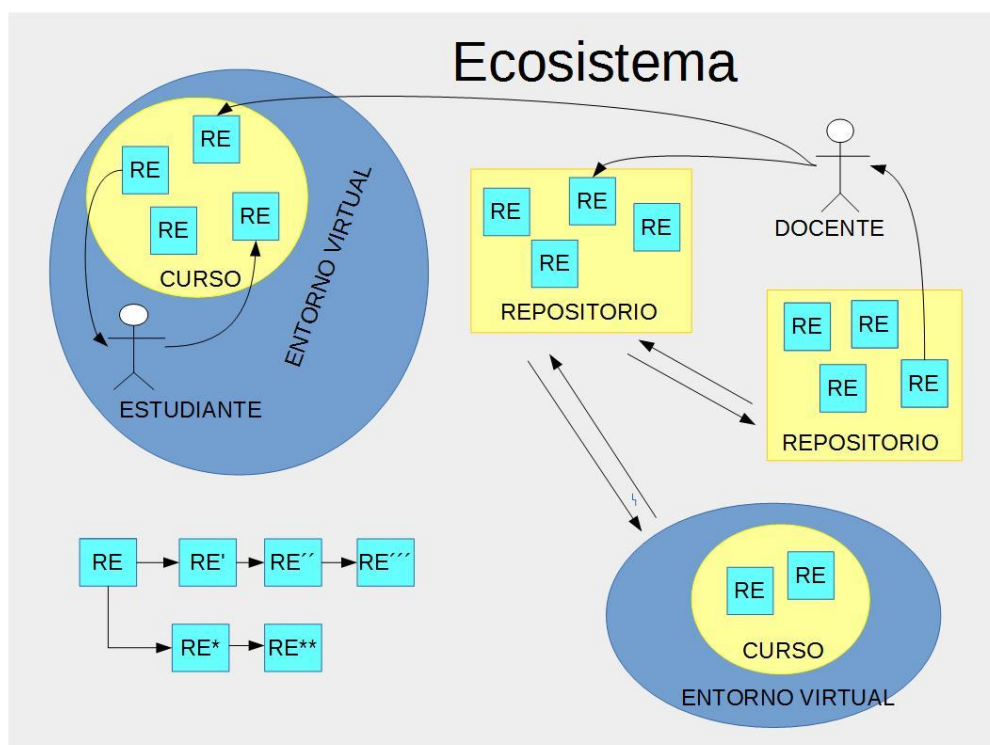 Ecosistema
RE
RE
RE
RE
CURSO
ENTORNO VIRTUAL
ESTUDIANTE
RE
RE
RE
RE
REPOSITORIO
DOCENTE
RE
RE
RE
RE
REPOSITORIO
RE
RE'
RE´´
RE´´´
RE*
RE**
RE
RE
CURSO
ENTORNO VIRTUAL